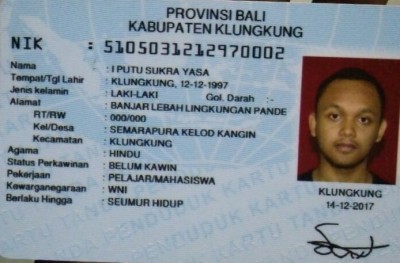 PROVINSI BALI
KABUPATEN KLUNGKUNG
NIK : 5105031212970002
Nama : I PUTU SUKRA YASA
Tempat/Tgl Lahir : KLUNGKUNG, 12-12-1997
Jenis kelamin : LAKI-LAKI Gol. Darah :-
Alamat : BANJAR LEBAH LINGKUNGAN PANDE
RT/RW : 000/000
Kel/Desa : SEMARAPURA KELOD KANGIN
Kecamatan : KLUNGKUNG
Agama : HINDU
Status Perkawinan : BELUM KAWIN
Pekerjaan : PELAJAR/MAHASISWA
Kewarganegaraan : WNI
Berlaku Hingga : SEUMUR HIDUP
KLUNGKUNG
14-12-2017